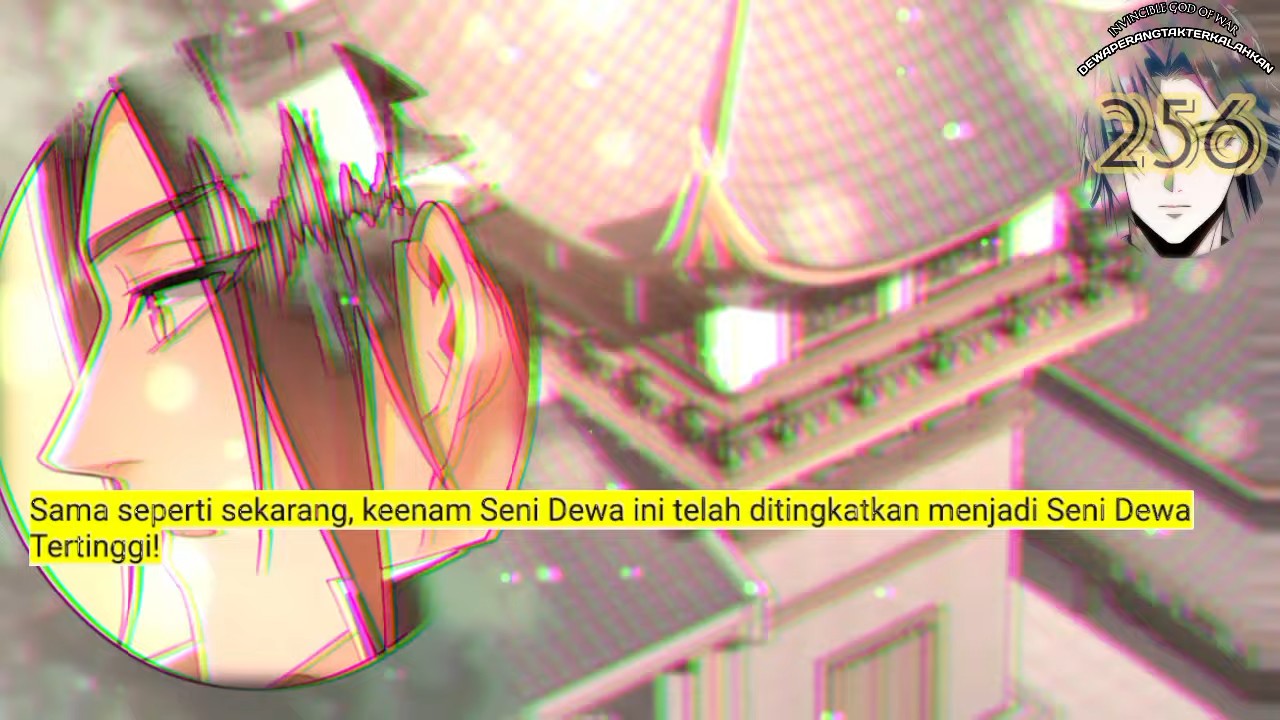 INVINCIBLE GOD OF WAR
DEWAPERANGTAKTERKALAHKAN
256
Sama seperti sekarang, keenam Seni Dewa ini telah ditingkatkan menjadi Seni Dewa
Tertinggi!